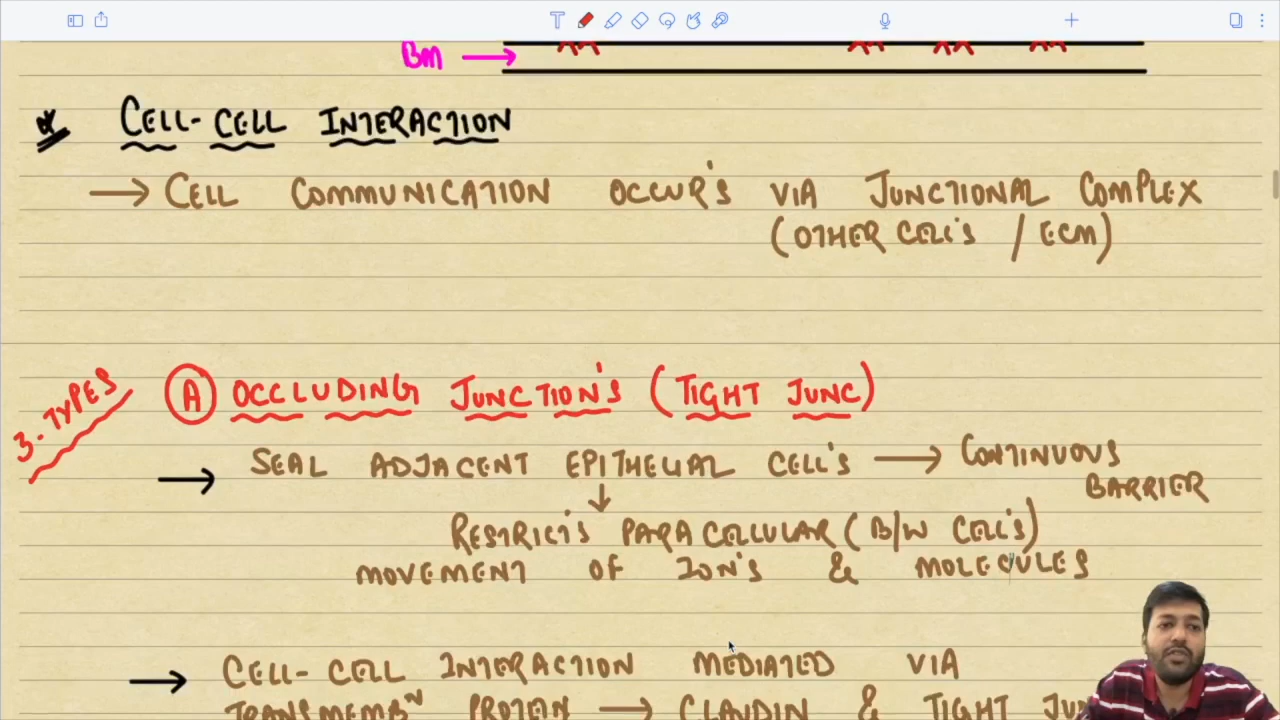 BM →
* CELL-CELL INTERACTION
→ CELL COMMUNICATION OCCUR'S VIA JUNCTIONAL COMPLEX
(OTHER CELL'S / ECM)
3. TYPES
A OCCLUDING JUNCTION'S (TIGHT JUNC)
→ SEAL ADJACENT EPITHELIAL CELL'S → CONTINUOUS
BARRIER
↓
RESTRICT'S PARACELLULAR (B/W CELL'S)
MOVEMENT OF ION'S & MOLECULES
→ CELL-CELL INTERACTION MEDIATED VIA
TRANSMEMBⁿ PROTEIN → CLAUDIN & TIGHT JUN